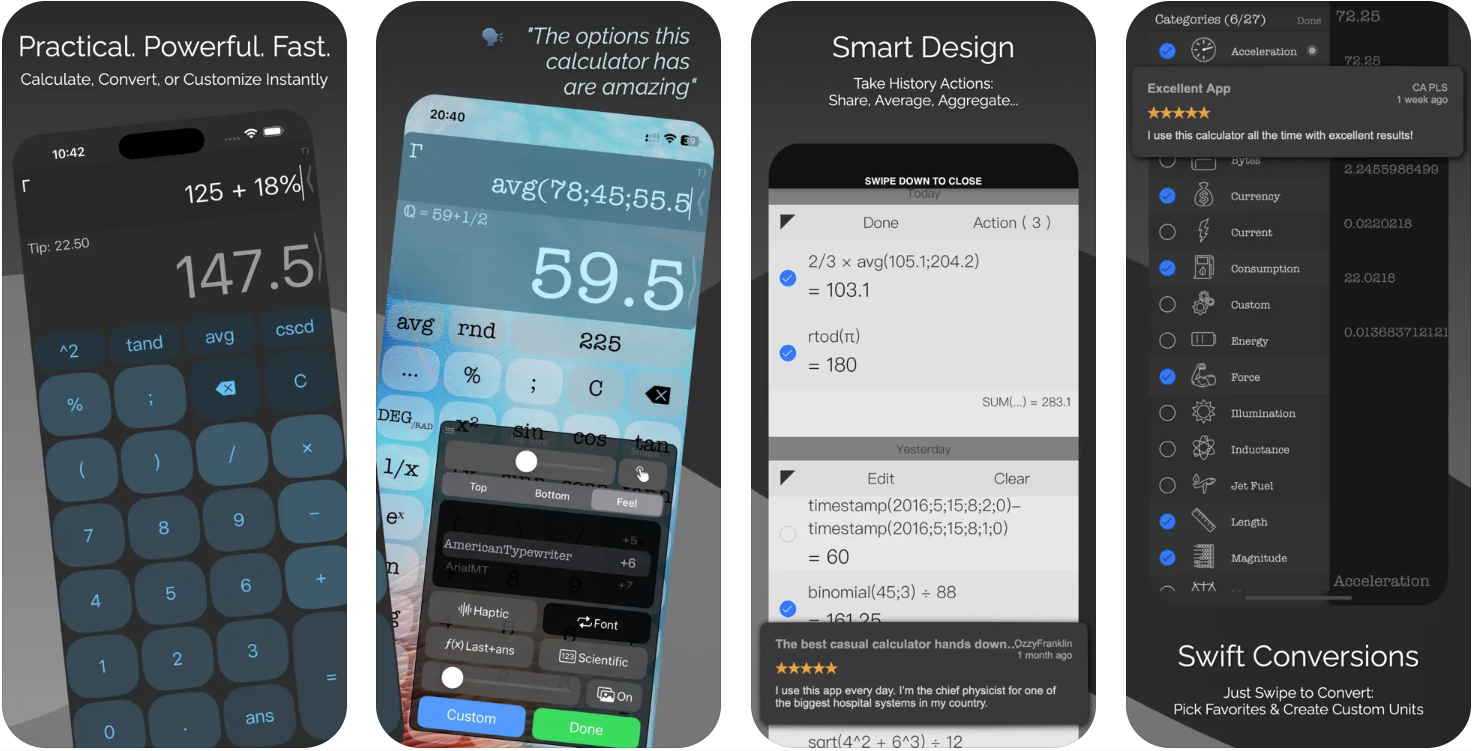 Practical. Powerful. Fast.
Calculate, Convert, or Customize Instantly
10:42
Γ
125 + 18%
Tip: 22.50
147.5
^2
tand
avg
cscd
%
;
C
(
)
/
×
7
8
9
−
4
5
6
+
1
2
3
=
0
.
ans
"The options this
calculator has
are amazing"
20:40
39
Γ
avg(78;45;55.5
ℚ = 59+1/2
59.5
avg
rnd
225
...
%
;
C
DEG/RAD
x²
sin
cos
tan
1/x
eˣ
Top
Bottom
Feel
+5
AmericanTypewriter
+6
ArialMT
+7
Haptic
Font
f(x) Last+ans
123 Scientific
On
Custom
Done
Smart Design
Take History Actions:
Share, Average, Aggregate...
SWIPE DOWN TO CLOSE
Today
Done
Action ( 3 )
2/3 × avg(105.1;204.2)
= 103.1
rtod(π)
= 180
SUM(...) = 283.1
Yesterday
Edit
Clear
timestamp(2016;5;15;8;2;0)–
timestamp(2016;5;15;8;1;0)
= 60
binomial(45;3) ÷ 88
= 161.25
The best casual calculator hands down...
OzzyFranklin
1 month ago
I use this app every day. I'm the chief physicist for one of
the biggest hospital systems in my country.
sqrt(4^2 + 6^3) ÷ 12
Categories (6/27)
Done
72.25
Acceleration
72.25
Excellent App
CA PLS
1 week ago
I use this calculator all the time with excellent results!
Bytes
2.2455986499
Currency
Current
0.0220218
Consumption
22.0218
Custom
Energy
0.013683712121
Force
Illumination
Inductance
Jet Fuel
Length
Magnitude
Acceleration
Swift Conversions
Just Swipe to Convert:
Pick Favorites & Create Custom Units